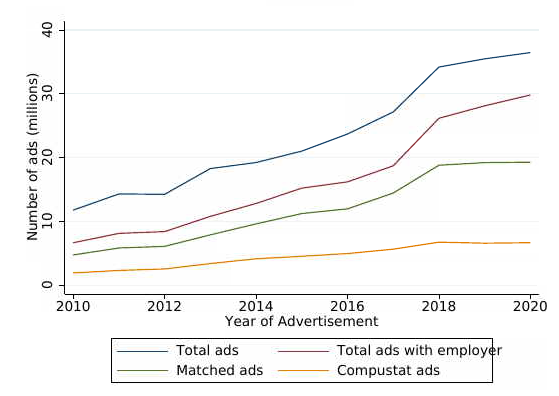 Number of ads (millions)
40
30
20
10
0
2010 2012 2014 2016 2018 2020
Year of Advertisement
Total ads Total ads with employer
Matched ads Compustat ads